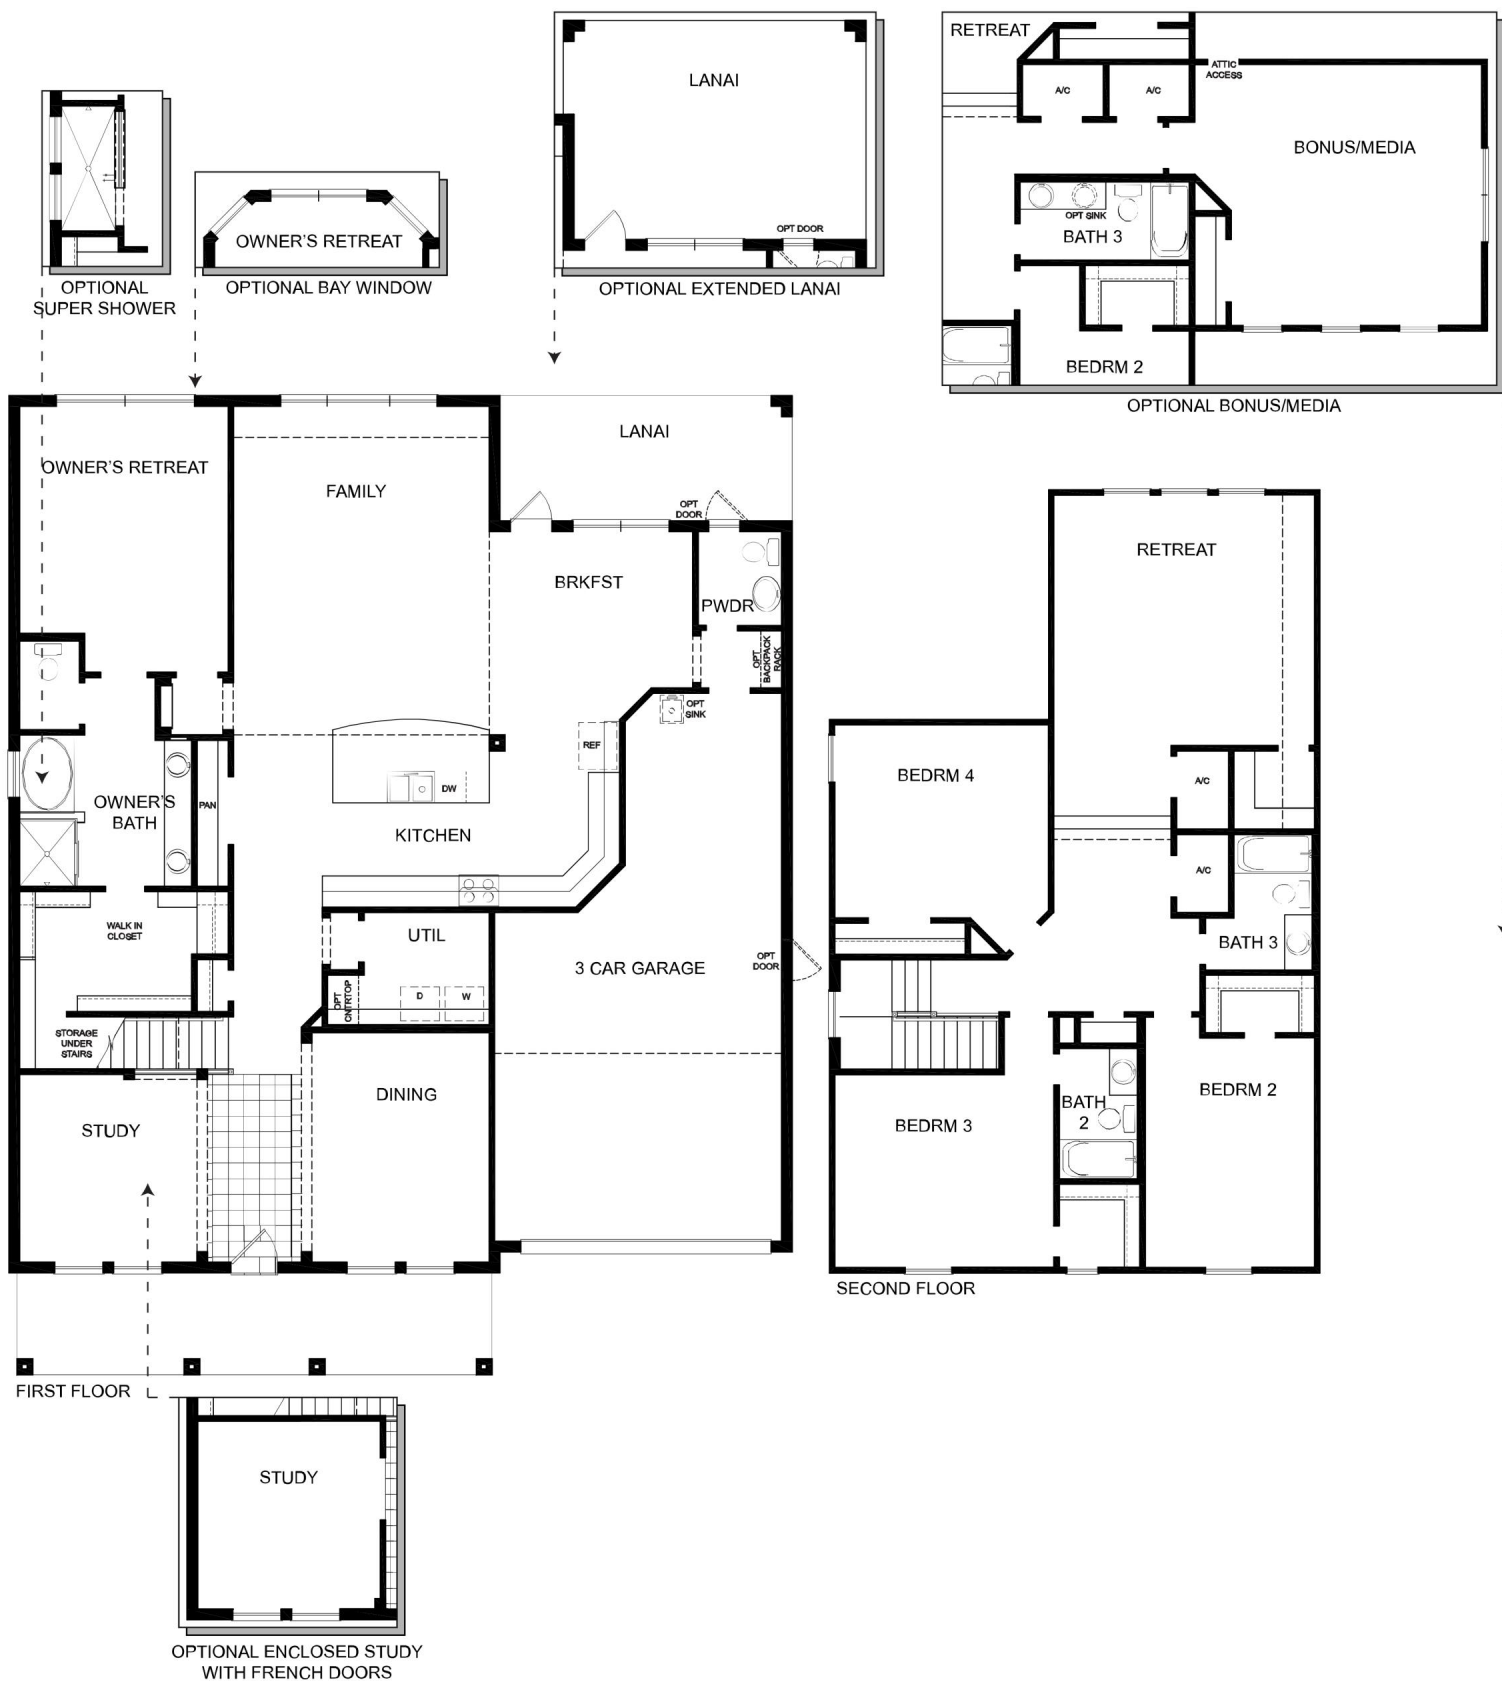 OPTIONAL
SUPER SHOWER
OWNER'S RETREAT
OPTIONAL BAY WINDOW
LANAI
OPT DOOR
OPTIONAL EXTENDED LANAI
RETREAT
A/C
A/C
ATTIC
ACCESS
BONUS/MEDIA
OPT SINK
BATH 3
BEDRM 2
OPTIONAL BONUS/MEDIA
OWNER'S RETREAT
FAMILY
LANAI
OPT
DOOR
BRKFST
PWDR
OPT
BACKPACK
RACK
OPT
SINK
REF
DW
KITCHEN
OWNER'S
BATH
PAN
WALK IN
CLOSET
UTIL
OPT
CNTRTOP
D
W
3 CAR GARAGE
OPT
DOOR
STORAGE
UNDER
STAIRS
STUDY
DINING
FIRST FLOOR
RETREAT
BEDRM 4
A/C
A/C
BATH 3
BEDRM 3
BATH
2
BEDRM 2
SECOND FLOOR
STUDY
OPTIONAL ENCLOSED STUDY
WITH FRENCH DOORS